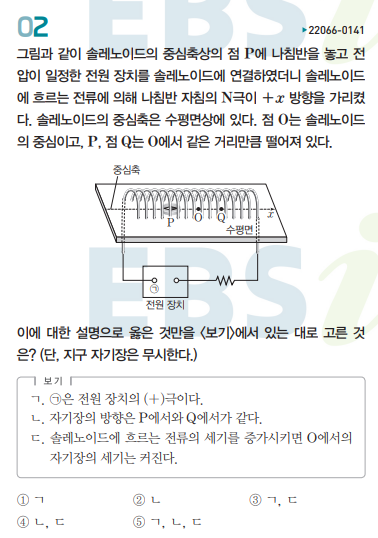 02
▶22066-0141
그림과 같이 솔레노이드의 중심축상의 점 P에 나침반을 놓고 전
압이 일정한 전원 장치를 솔레노이드에 연결하였더니 솔레노이드
에 흐르는 전류에 의해 나침반 자침의 N극이 +x 방향을 가리켰
다. 솔레노이드의 중심축은 수평면상에 있다. 점 O는 솔레노이드
의 중심이고, P, 점 Q는 O에서 같은 거리만큼 떨어져 있다.
중심축
P O Q x
수평면
㉠
전원 장치
이에 대한 설명으로 옳은 것만을 〈보기〉에서 있는 대로 고른 것
은? (단, 지구 자기장은 무시한다.)
보기
ㄱ. ㉠은 전원 장치의 (+)극이다.
ㄴ. 자기장의 방향은 P에서와 Q에서가 같다.
ㄷ. 솔레노이드에 흐르는 전류의 세기를 증가시키면 O에서의
자기장의 세기는 커진다.
① ㄱ ② ㄴ ③ ㄱ, ㄷ
④ ㄴ, ㄷ ⑤ ㄱ, ㄴ, ㄷ
EBSi
EBSi